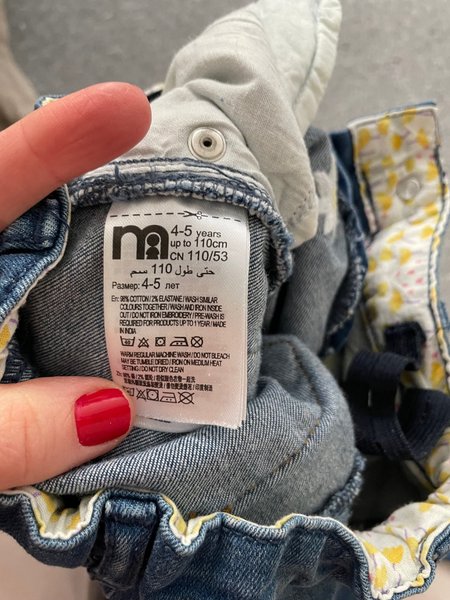 m
4-5 years
up to 110cm
CN 110/53
حتى طول 110 سم
Размер: 4-5 лет
En: 98% COTTON / 2% ELASTANE / WASH SIMILAR
COLOURS TOGETHER / WASH AND IRON INSIDE
OUT / DO NOT IRON EMBROIDERY / PRE-WASH IS
REQUIRED FOR PRODUCTS UP TO 1 YEAR / MADE
IN INDIA
WARM REGULAR MACHINE WASH / DO NOT BLEACH
MAY BE TUMBLE DRIED / IRON ON MEDIUM HEAT
SETTING / DO NOT DRY CLEAN